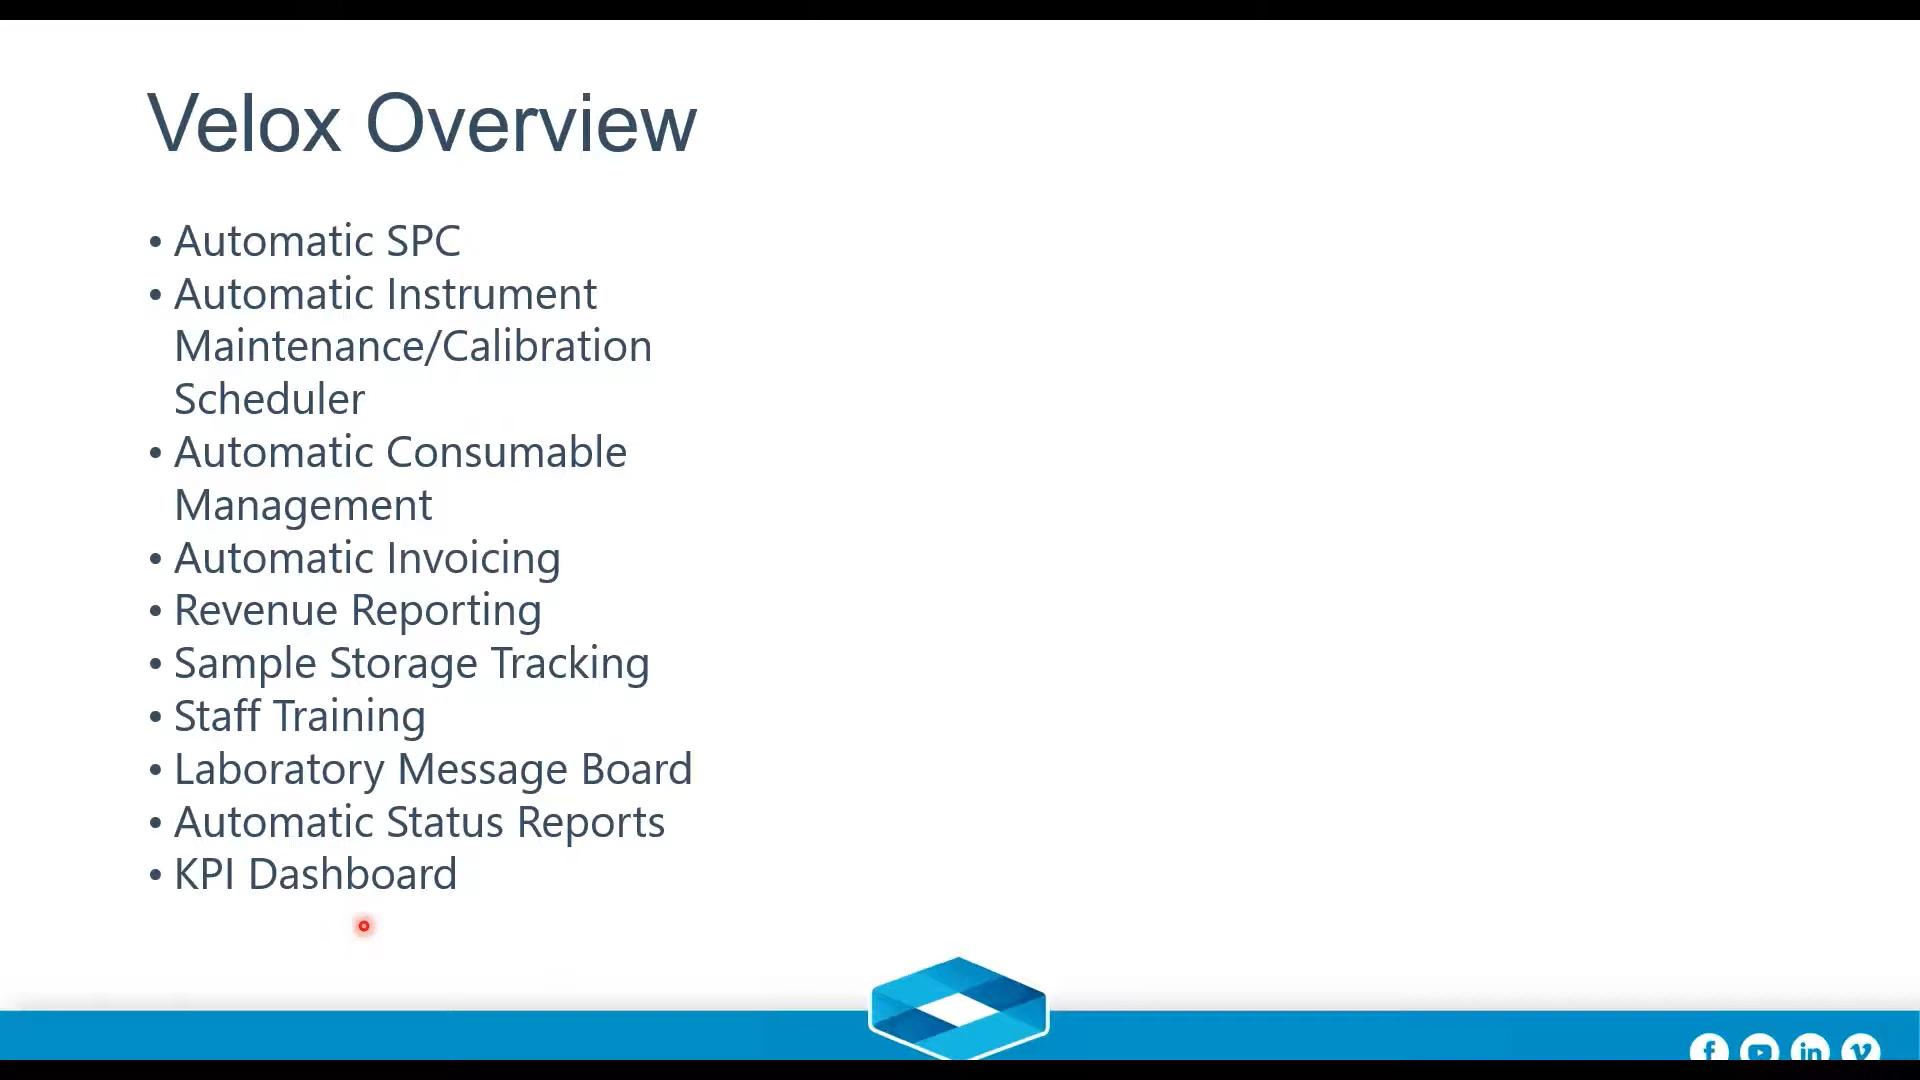 Velox Overview
• Automatic SPC
• Automatic Instrument
Maintenance/Calibration
Scheduler
• Automatic Consumable
Management
• Automatic Invoicing
• Revenue Reporting
• Sample Storage Tracking
• Staff Training
• Laboratory Message Board
• Automatic Status Reports
• KPI Dashboard